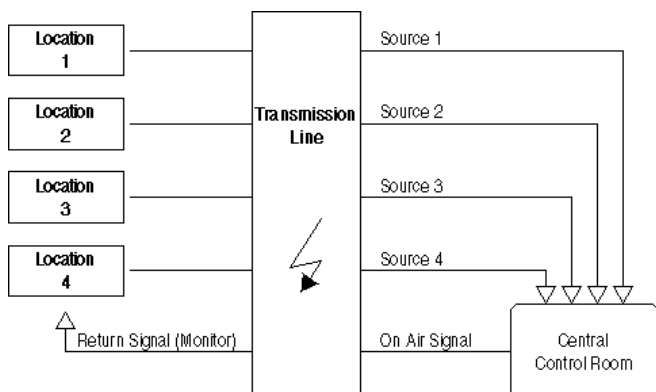 Location
1
Source 1
Location
2
Transmission
Line
Source 2
Location
3
Source 3
Location
4
Source 4
Return Signal (Monitor)
On Air Signal
Central
Control Room